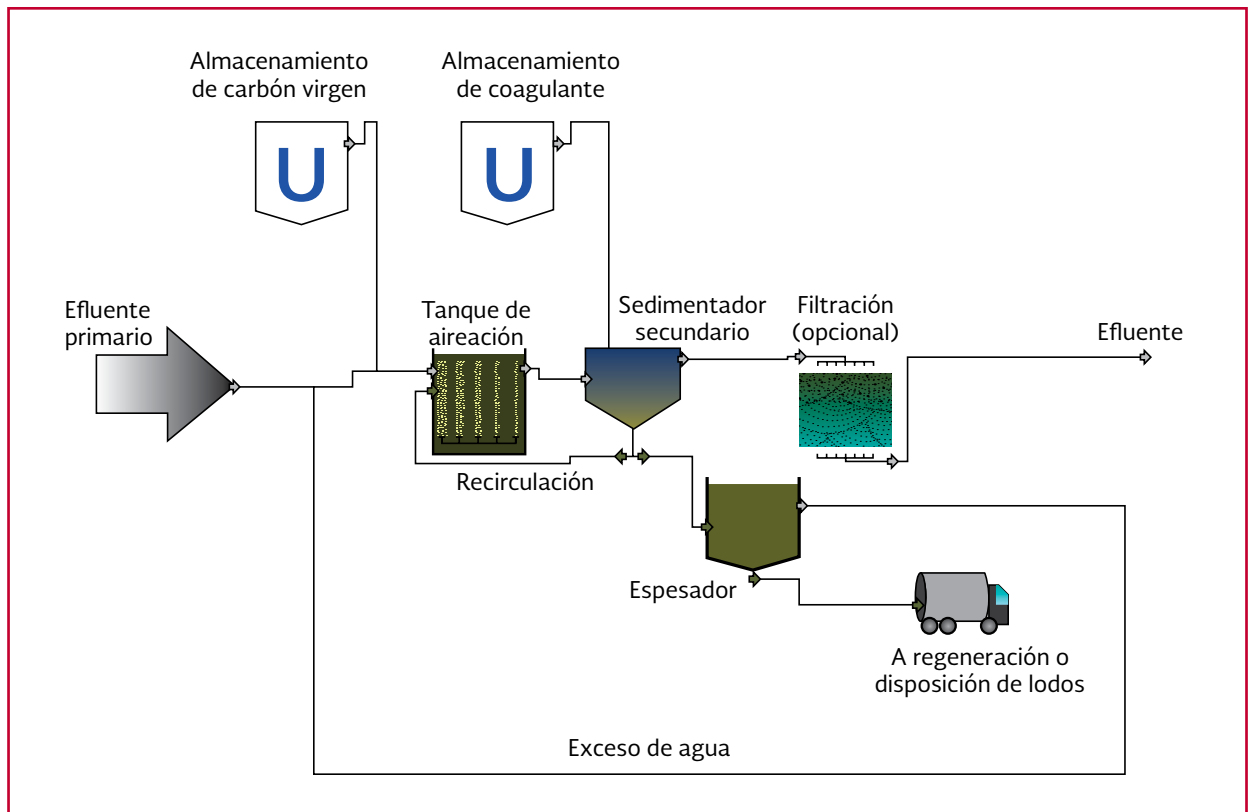 Almacenamiento
de carbón virgen
Almacenamiento
de coagulante
U
U
Efluente
primario
Tanque de
aireación
Sedimentador
secundario
Filtración
(opcional)
Efluente
Recirculación
Espesador
A regeneración o
disposición de lodos
Exceso de agua